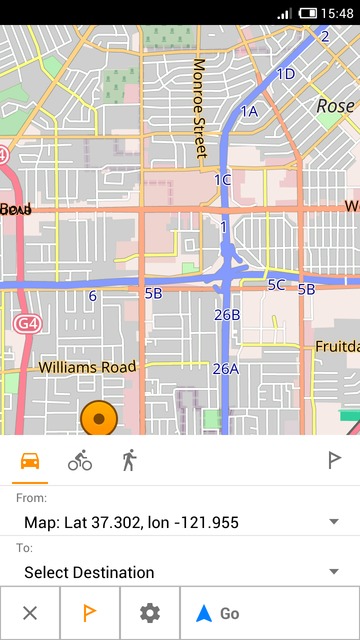 15:48
2
1D
Monroe Street
1A
Rose
1C
1
6
5B
5C
5B
26B
G4
Williams Road
26A
Fruitda
From:
Map: Lat 37.302, lon -121.955
To:
Select Destination
Go